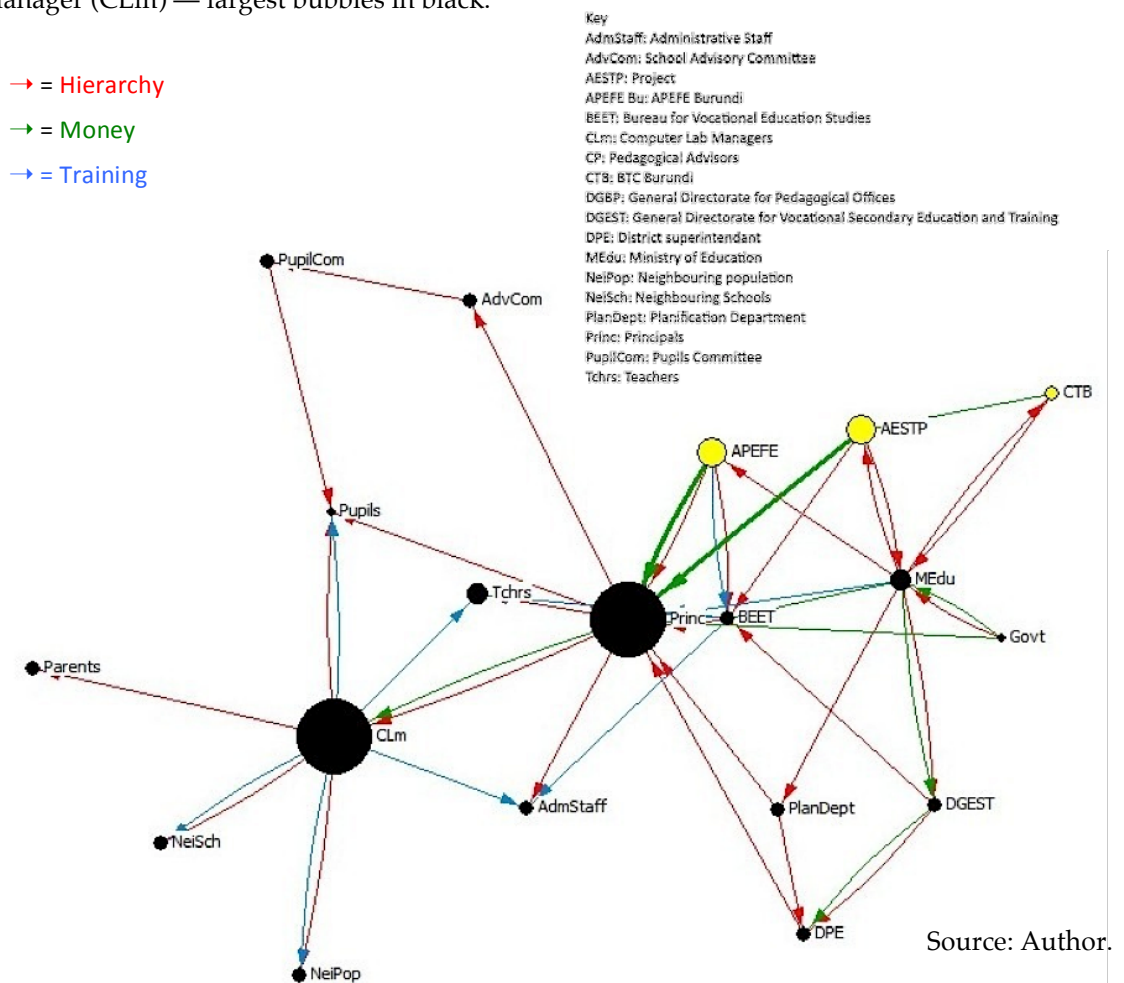 anager (CLm) — largest bubbles in black.
→ = Hierarchy
→ = Money
→ = Training
Key
AdmStaff: Administrative Staff
AdvCom: School Advisory Committee
AESTP: Project
APEFE Bu: APEFE Burundi
BEET: Bureau for Vocational Education Studies
CLm: Computer Lab Managers
CP: Pedagogical Advisors
CTB: BTC Burundi
DGBP: General Directorate for Pedagogical Offices
DGEST: General Directorate for Vocational Secondary Education and Training
DPE: District superintendant
MEdu: Ministry of Education
NeiPop: Neighbouring population
NeiSch: Neighbouring Schools
PlanDept: Planification Department
Princ: Principals
PupilCom: Pupils Committee
Tchrs: Teachers
PupilCom
AdvCom
CTB
AESTP
APEFE
Pupils
MEdu
Tchrs
Princ
BEET
Govt
Parents
CLm
AdmStaff
PlanDept
DGEST
NeiSch
DPE
Source: Author.
NeiPop